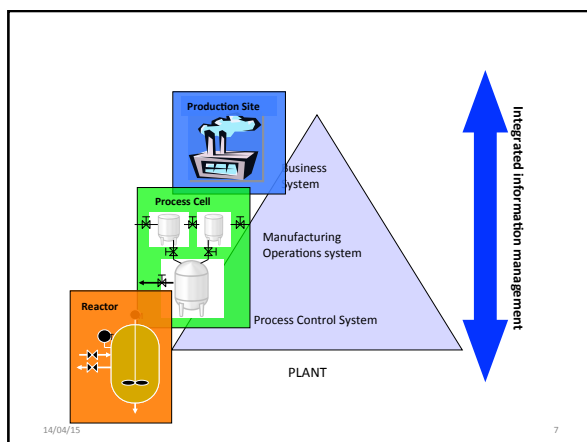 Production Site
Business
System
Process Cell
Manufacturing
Operations system
Reactor
Process Control System
PLANT
Integrated information management
14/04/15
7